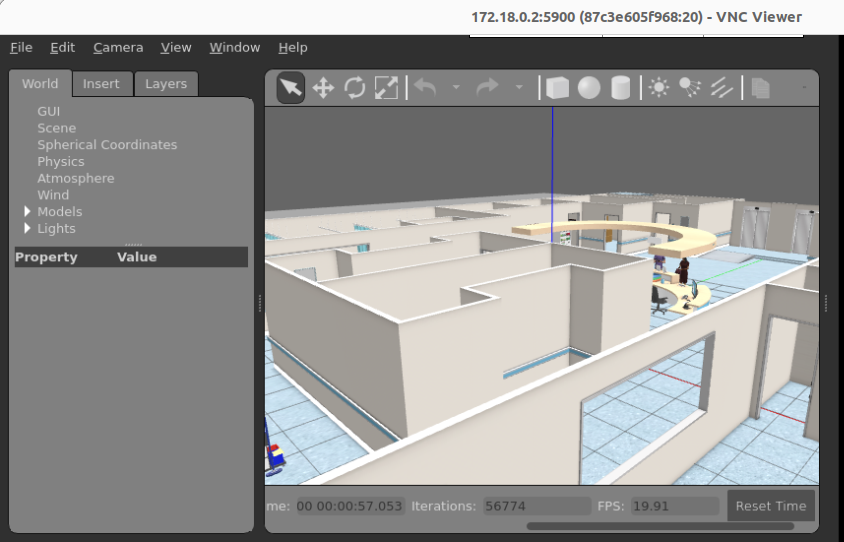 172.18.0.2:5900 (87c3e605f968:20) - VNC Viewer
File Edit Camera View Window Help
World Insert Layers
GUI
Scene
Spherical Coordinates
Physics
Atmosphere
Wind
Models
Lights
Property Value
me: 00 00:00:57.053 Iterations: 56774 FPS: 19.91 Reset Time